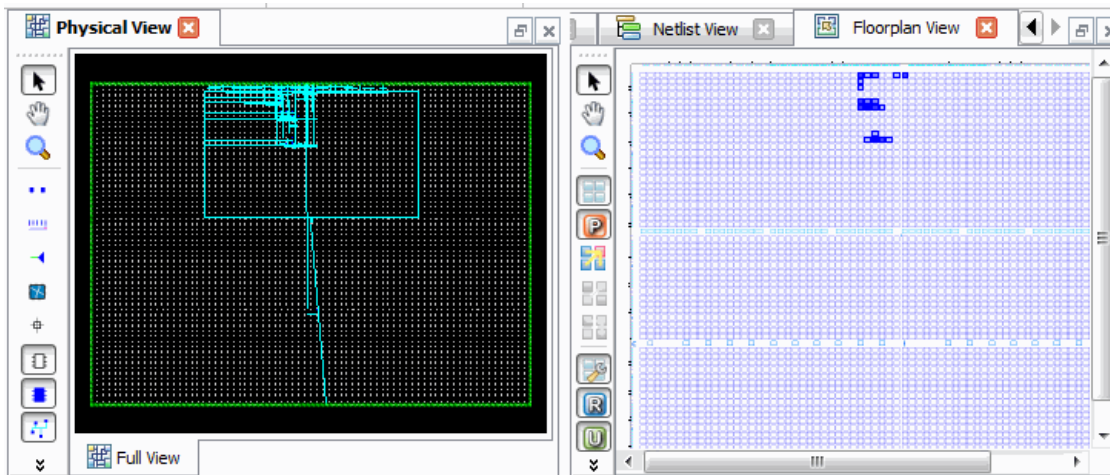 Physical View
Netlist View
Floorplan View
P
R
U
Full View